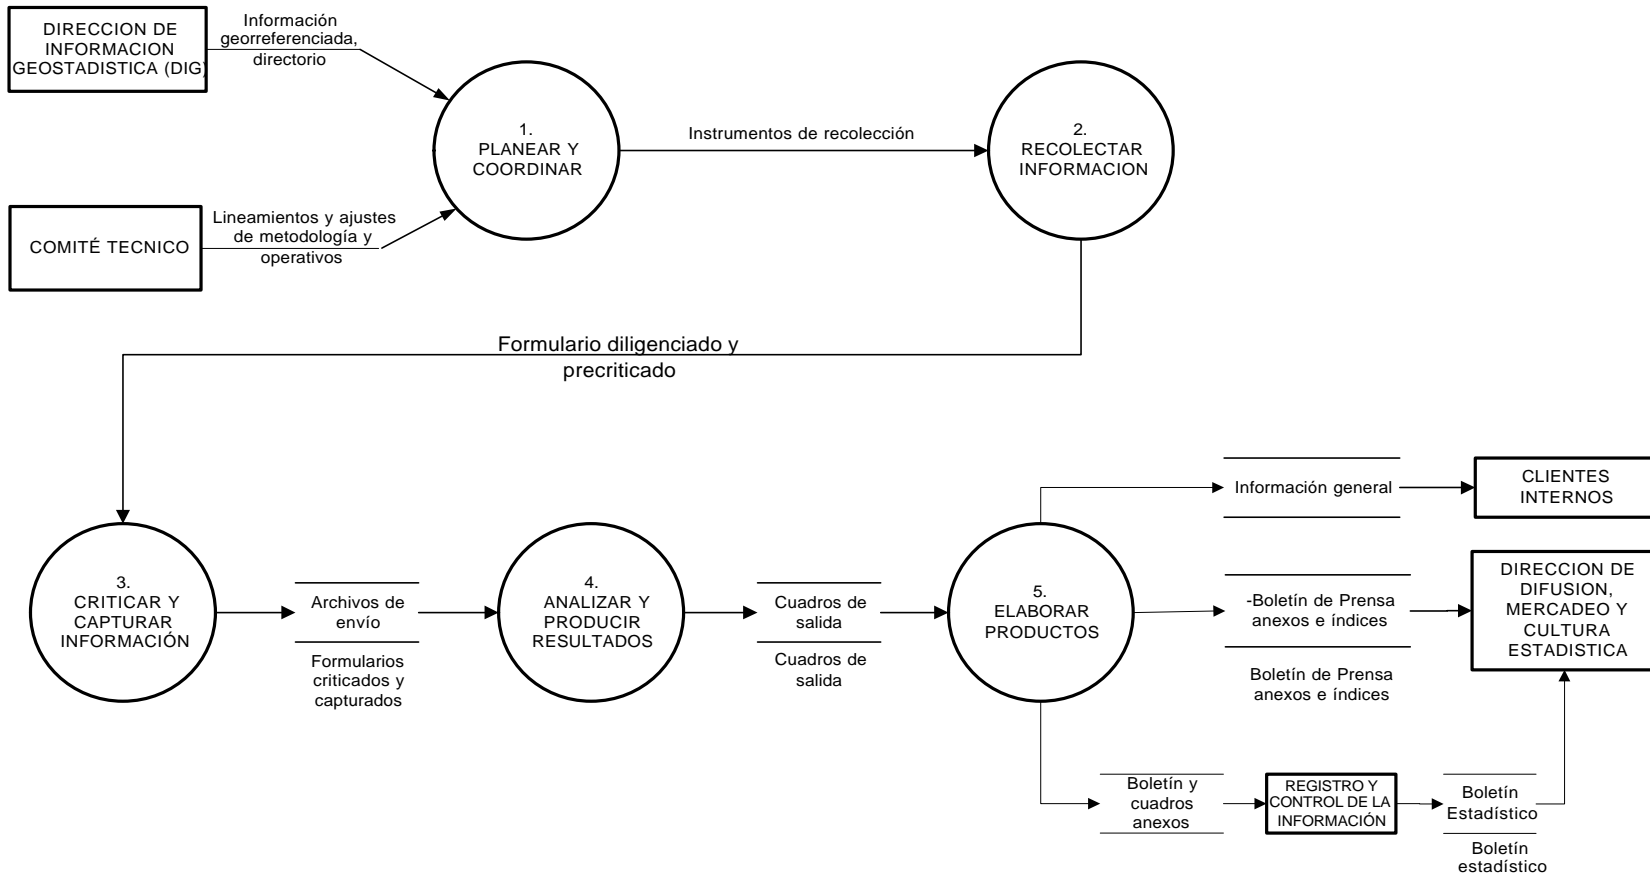 DIRECCION DE
INFORMACION
GEOSTADISTICA (DIG)
Información
georreferenciada,
directorio
1.
PLANEAR Y
COORDINAR
Instrumentos de recolección
2.
RECOLECTAR
INFORMACION
COMITÉ TECNICO
Lineamientos y ajustes
de metodología y
operativos
Formulario diligenciado y
precriticado
3.
CRITICAR Y
CAPTURAR
INFORMACIÓN
Archivos de
envío
Formularios
criticados y
capturados
4.
ANALIZAR Y
PRODUCIR
RESULTADOS
Cuadros de
salida
Cuadros de
salida
5.
ELABORAR
PRODUCTOS
Información general
CLIENTES
INTERNOS
-Boletín de Prensa
anexos e índices
Boletín de Prensa
anexos e índices
DIRECCION DE
DIFUSION,
MERCADEO Y
CULTURA
ESTADISTICA
Boletín y
cuadros
anexos
REGISTRO Y
CONTROL DE LA
INFORMACIÓN
Boletín
Estadístico
Boletín
estadístico